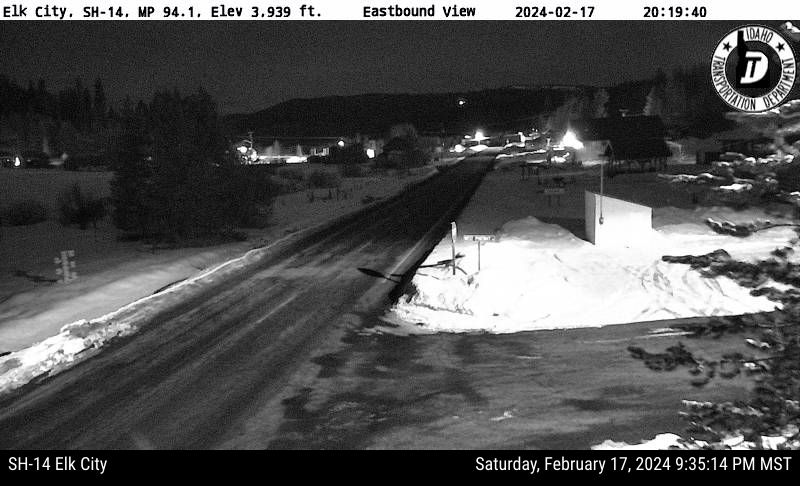 Elk City, SH-14, MP 94.1, Elev 3,939 ft. Eastbound View 2024-02-17 20:19:40
IDAHO
TRANSPORTATION DEPARTMENT
SH-14 Elk City Saturday, February 17, 2024 9:35:14 PM MST